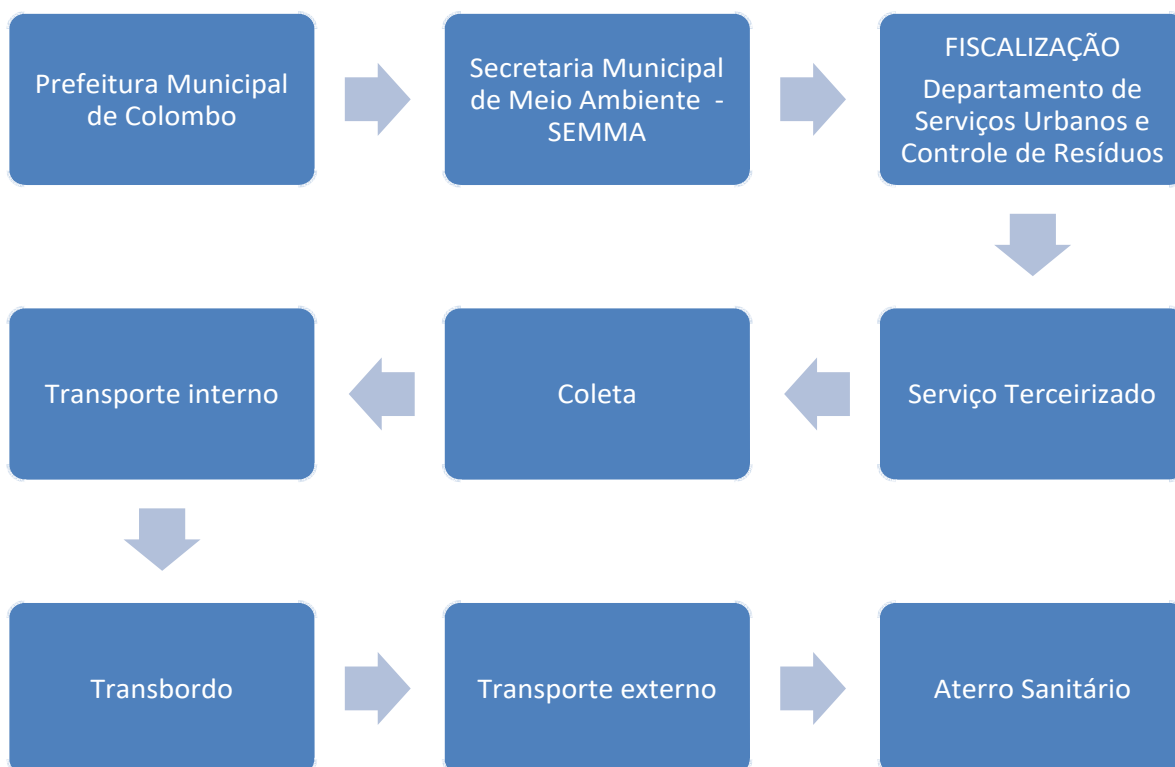 Prefeitura Municipal
de Colombo
Secretaria Municipal
de Meio Ambiente -
SEMMA
FISCALIZAÇÃO
Departamento de
Serviços Urbanos e
Controle de Resíduos
Serviço Terceirizado
Coleta
Transporte interno
Transbordo
Transporte externo
Aterro Sanitário